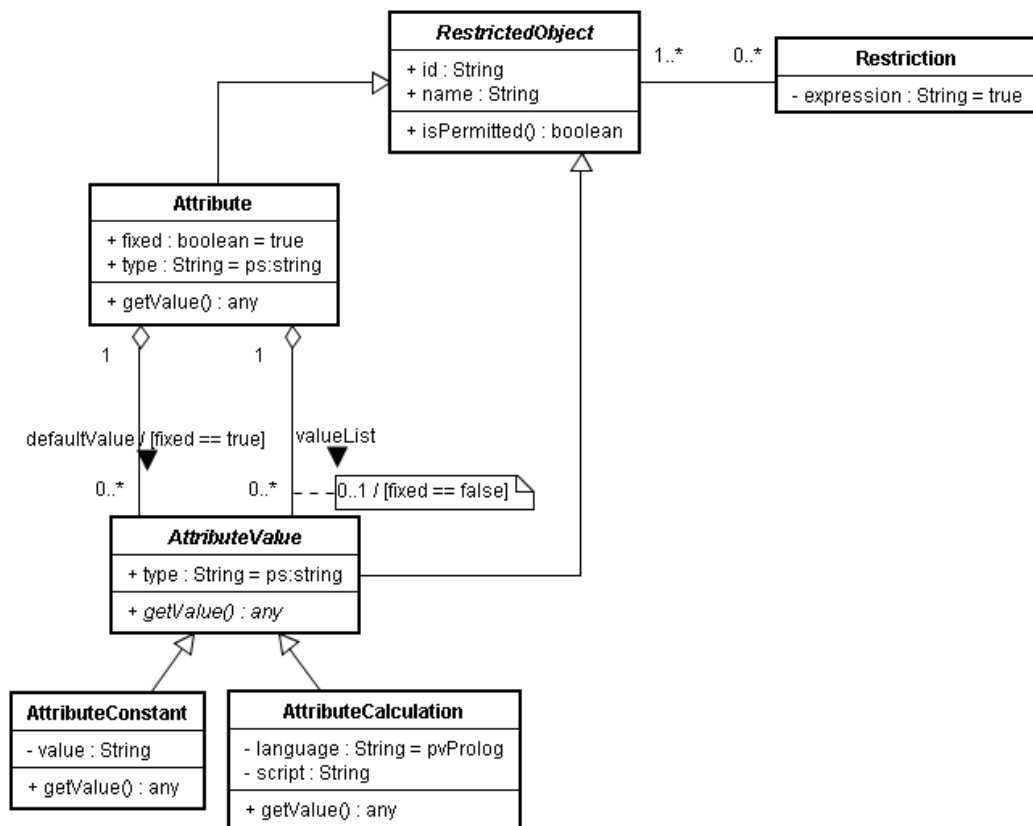 RestrictedObject
+ id : String
+ name : String
+ isPermitted() : boolean
1..*
0..*
Restriction
- expression : String = true
Attribute
+ fixed : boolean = true
+ type : String = ps:string
+ getValue() : any
1
1
defaultValue / [fixed == true]
valueList
0..*
0..*
0..1 / [fixed == false]
AttributeValue
+ type : String = ps:string
+ getValue() : any
AttributeConstant
- value : String
+ getValue() : any
AttributeCalculation
- language : String = pvProlog
- script : String
+ getValue() : any